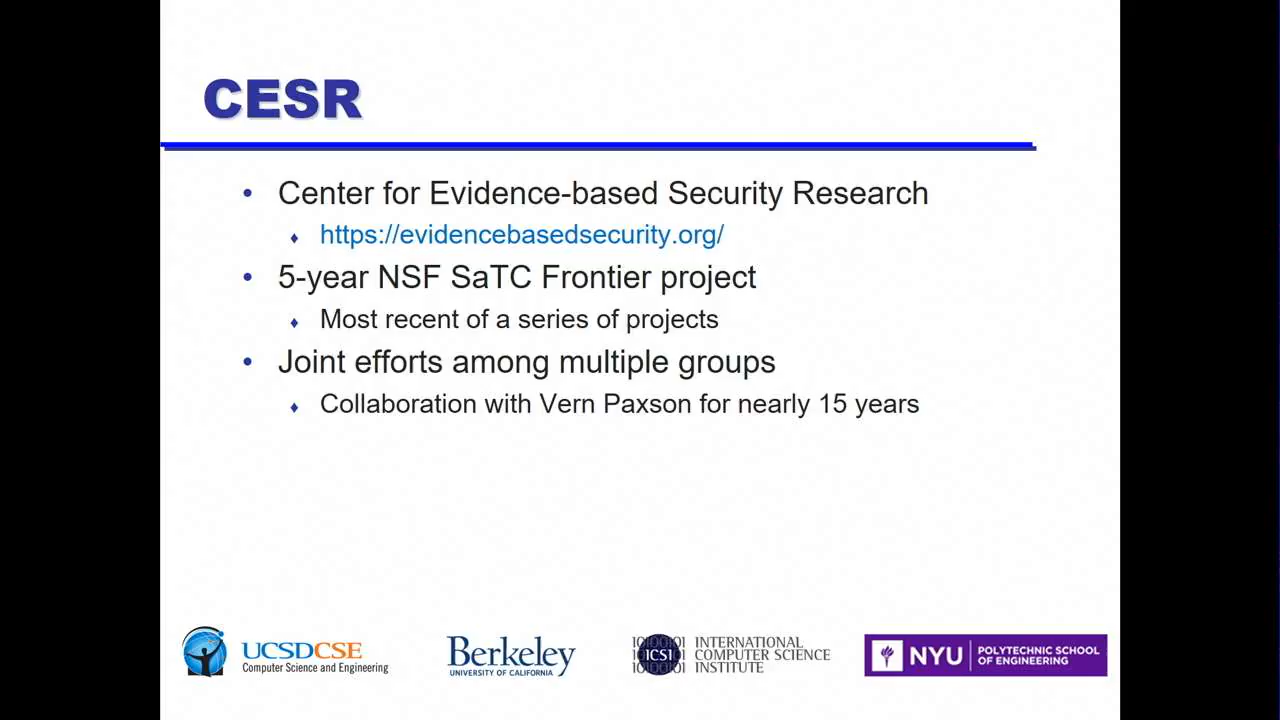 CESR
• Center for Evidence-based Security Research
♦ https://evidencebasedsecurity.org/
• 5-year NSF SaTC Frontier project
♦ Most recent of a series of projects
• Joint efforts among multiple groups
♦ Collaboration with Vern Paxson for nearly 15 years
UCSDCSE
Computer Science and Engineering
Berkeley
UNIVERSITY OF CALIFORNIA
10100101
ICSI
10100101
INTERNATIONAL
COMPUTER SCIENCE
INSTITUTE
NYU
POLYTECHNIC SCHOOL
OF ENGINEERING